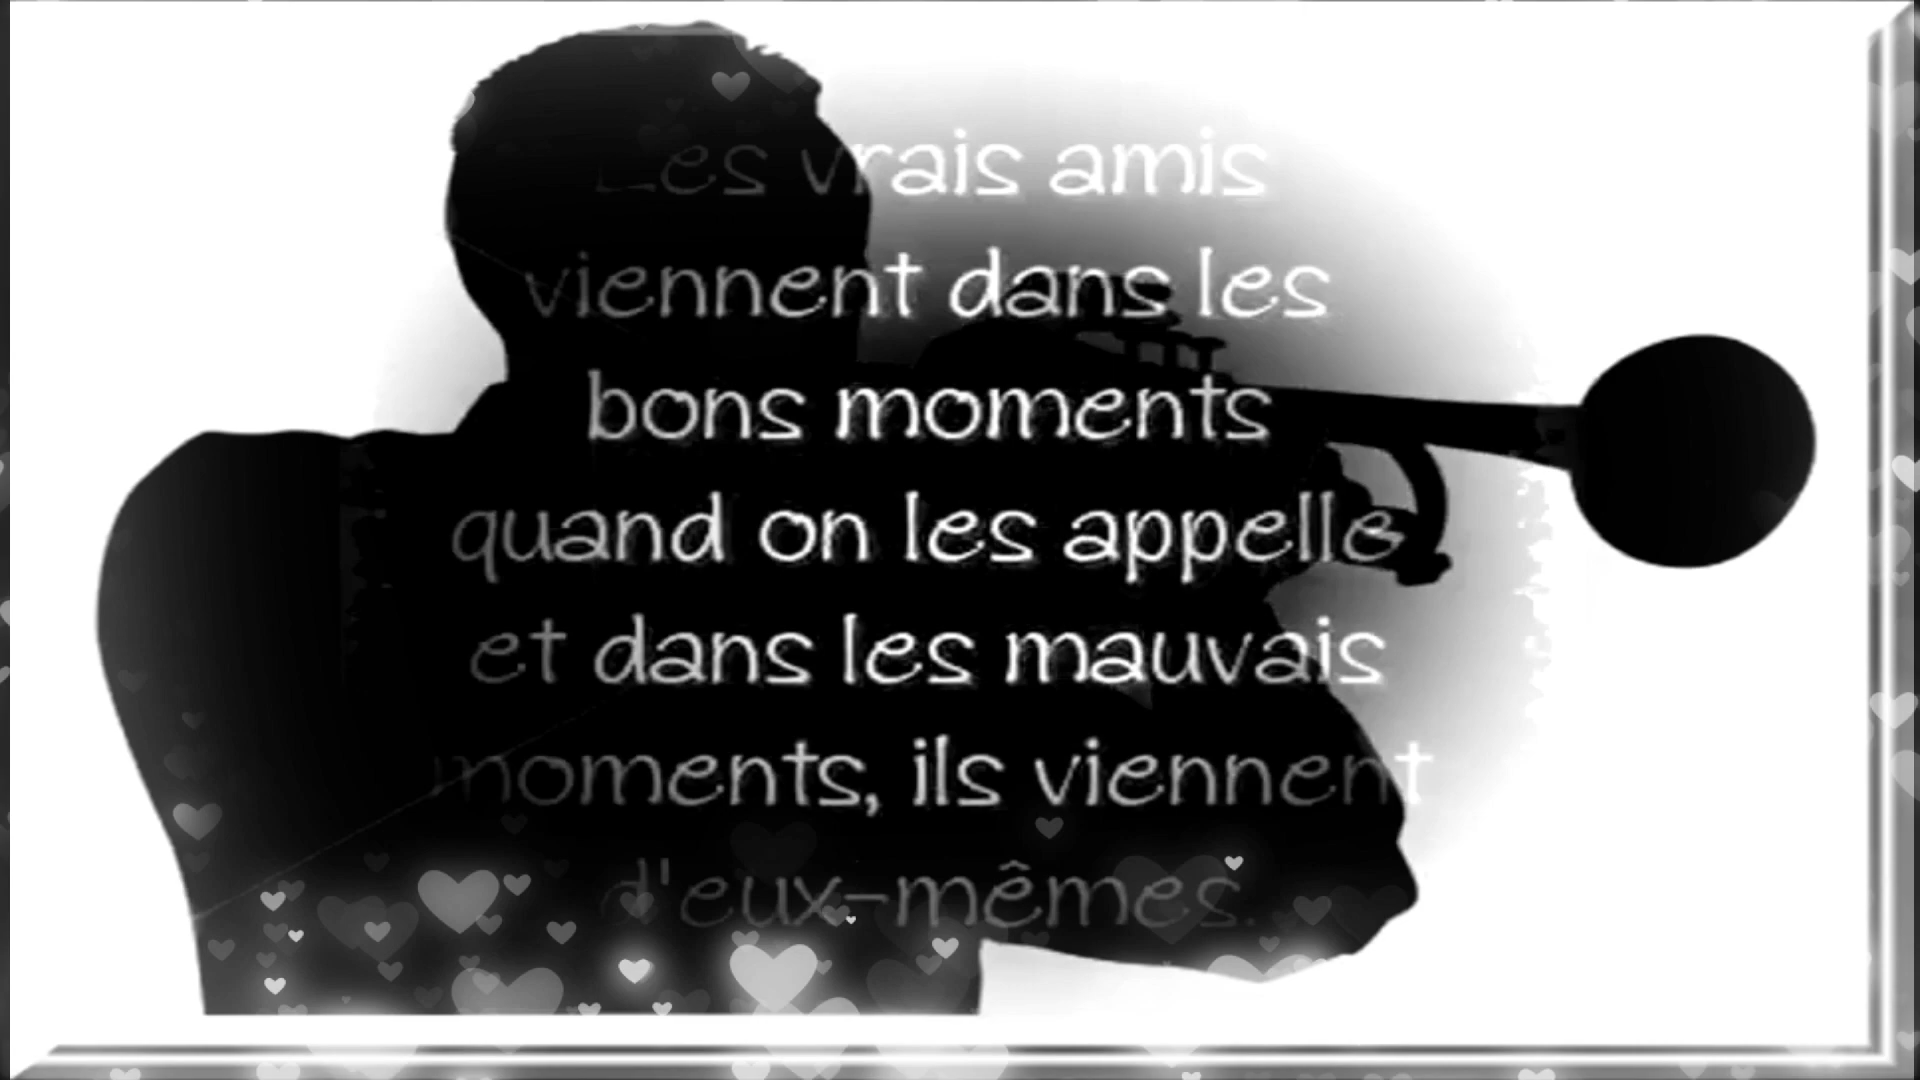 Les vrais amis
viennent dans les
bons moments
quand on les appelle
et dans les mauvais
moments, ils viennent
d'eux-mêmes.